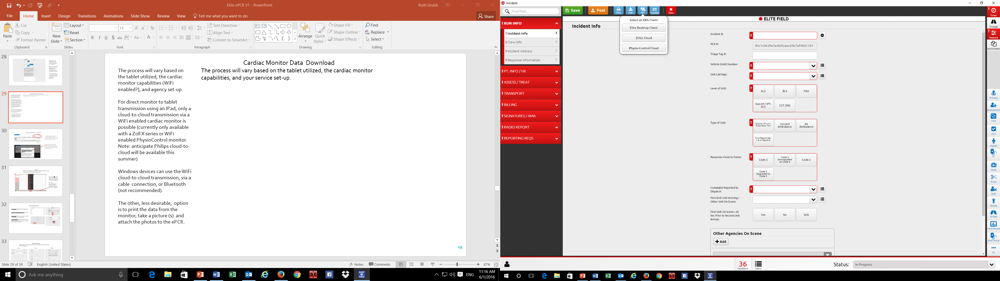 Elite ePCR V1 - PowerPoint
Ruth Grubb
File
Home
Insert
Design
Transitions
Animations
Slide Show
Review
View
Tell me what you want to do
Share
Paste
Cut
Copy
Format Painter
Clipboard
New
Slide
Layout
Reset
Section
Slides
14
Font
Text Direction
Align Text
Convert to SmartArt
Paragraph
Arrange
Quick
Styles
Shape Fill
Shape Outline
Shape Effects
Drawing
Find
Replace
Select
Editing
28
29
30
31
32
33
Cardiac Monitor Data Download
The process will vary based on the tablet utilized, the cardiac monitor
capabilities, and your service set-up.
The process will vary based on
the tablet utilized, the cardiac
monitor capabilities (WiFi
enabled?), and agency set-up
For direct monitor to tablet
transmission using an IPad, only a
cloud-to-cloud transmission via a
WiFi enabled cardiac monitor is
possible (currently only available
with a Zoll X series or WiFi
enabled PhysioControl monitor.
Note: anticipate Philips cloud-to-
cloud will be available this
summer)
Windows devices can use the WiFi
cloud-to-cloud transmission, via a
cable connection, or Bluetooth
(not recommended).
The other, less desirable, option
is to print the data from the
monitor, take a picture (s) and
attach the photos to the ePCR.
29
Slide 29 of 39
English (United States)
Notes
Comments
87%
Ask me anything
ENG
11:16 AM
6/1/2016
Incident
Find field...
Save
Post
Print
CAD
EKG
Transfers
Close
Select an EKG Client
Elite Desktop Client
ZOLL Cloud
Physio-Control Cloud
ELITE FIELD
! RUN INFO
! Incident Info
! Crew Info
! Incident Address
! Response Information
! PT. INFO / HX
! ASSESS / TREAT
! TRANSPORT
! BILLING
! SIGNATURES / AMA
! RADIO REPORT
! REPORTING REQS
Incident Info
Incident #:
PCR #:
94c1c0e39e5e4b92aec65b7af4641161
Triage Tag #:
Vehicle (Unit) Number:
Unit Call Sign:
Level of Unit:
ALS
BLS
PAU
Non-911 IFT-
ALS
CCT (RN)
Type of Unit:
Engine / Truck /
Paramedic Van
Ground
Ambulance
Air
Ambulance
First Responder
(i.e. Lifeguard)
Response Mode to Scene:
Code 3
Code 3
Downgraded
to Code 2
Code 2
Code 2
Upgraded to
Code 3
Complaint Reported by
Dispatch:
First EMS Unit Arriving /
Other Unit On Scene:
First Unit On Scene >30
Sec Prior to Second Unit
Arrival.:
Yes
No
N/A
Other Agencies On Scene
Add
36
Validation
Menu
Status:
In Progress
Times
Mileage
Timeline
Worksheets
Primary
Assessments
Vital
GCS
PQRST
IV
Meds
Procs
SMR
Stroke
Airway
Med Device
Med Pump
All